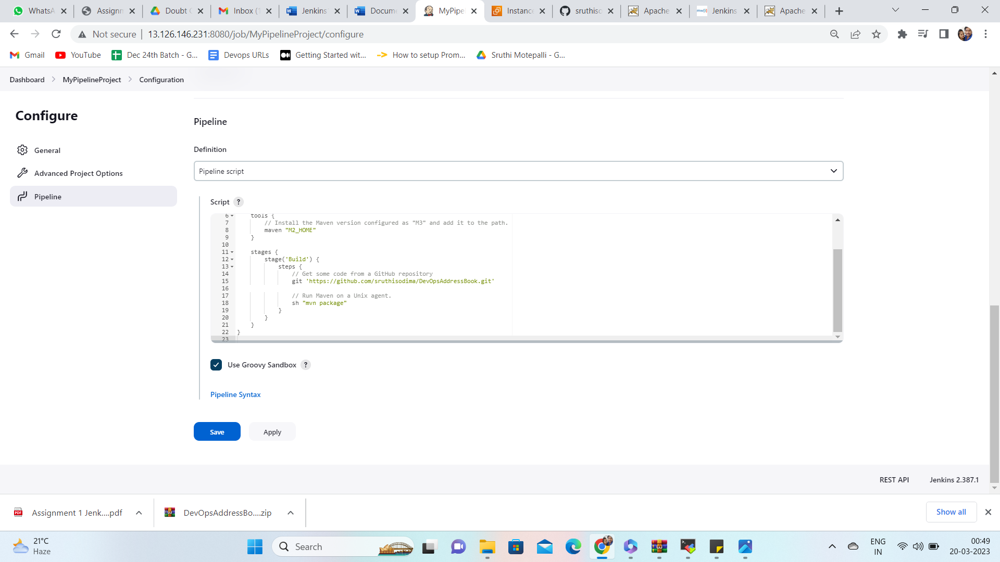 WhatsA
Assignm
Doubt C
Inbox (1
Jenkins
Docume
MyPipe
Instance
sruthiso
Apache
mw(i) Jenkins
Apache
Not secure
13.126.146.231:8080/job/MyPipelineProject/configure
Gmail
YouTube
Dec 24th Batch - G...
Devops URLs
Getting Started wit...
How to setup Prom...
Sruthi Motepalli - G...
Dashboard
MyPipelineProject
Configuration
Configure
General
Advanced Project Options
Pipeline
Pipeline
Definition
Pipeline script
Script ?
6 tools {
7 // Install the Maven version configured as "M3" and add it to the path.
8 maven "M2_HOME"
9 }
10
11 stages {
12 stage('Build') {
13 steps {
14 // Get some code from a GitHub repository
15 git 'https://github.com/sruthisodima/DevOpsAddressBook.git'
16
17 // Run Maven on a Unix agent.
18 sh "mvn package"
19 }
20 }
21 }
22 }
23
Use Groovy Sandbox ?
Pipeline Syntax
Save
Apply
REST API
Jenkins 2.387.1
PDF
Assignment 1 Jenk....pdf
DevOpsAddressBo....zip
Show all
21°C
Haze
Search
ENG
IN
00:49
20-03-2023